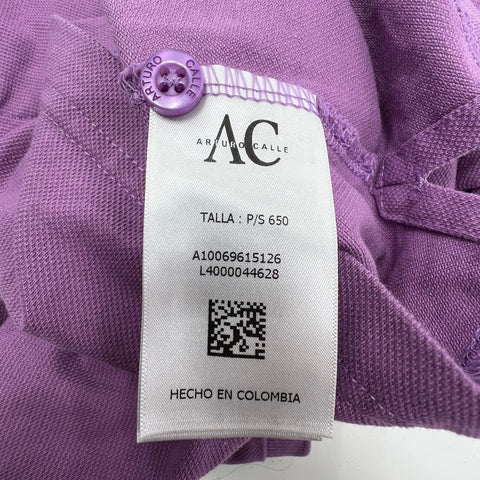 ARTURO CALLE
AC
ARTURO CALLE
TALLA : P/S 650
A10069615126
L4000044628
HECHO EN COLOMBIA